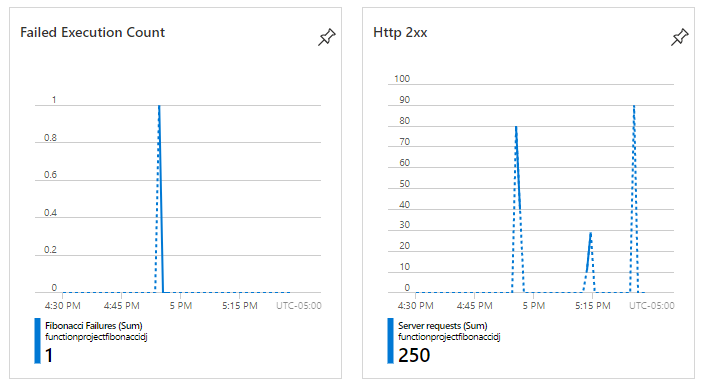 Failed Execution Count
1
0.8
0.6
0.4
0.2
0
4:30 PM 4:45 PM 5 PM 5:15 PM UTC-05:00
Fibonacci Failures (Sum)
functionprojectfibonaccidj
1
Http 2xx
100
90
80
70
60
50
40
30
20
10
0
4:30 PM 4:45 PM 5 PM 5:15 PM UTC-05:00
Server requests (Sum)
functionprojectfibonaccidj
250